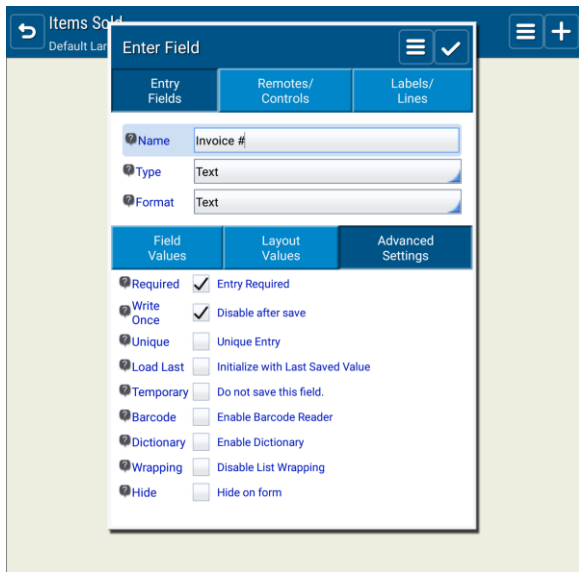 Items So
Default Lar
Enter Field
Entry
Fields
Remotes/
Controls
Labels/
Lines
Name
Invoice #
Type
Text
Format
Text
Field
Values
Layout
Values
Advanced
Settings
Required Entry Required
Write
Once
Disable after save
Unique Unique Entry
Load Last Initialize with Last Saved Value
Temporary Do not save this field.
Barcode Enable Barcode Reader
Dictionary Enable Dictionary
Wrapping Disable List Wrapping
Hide Hide on form